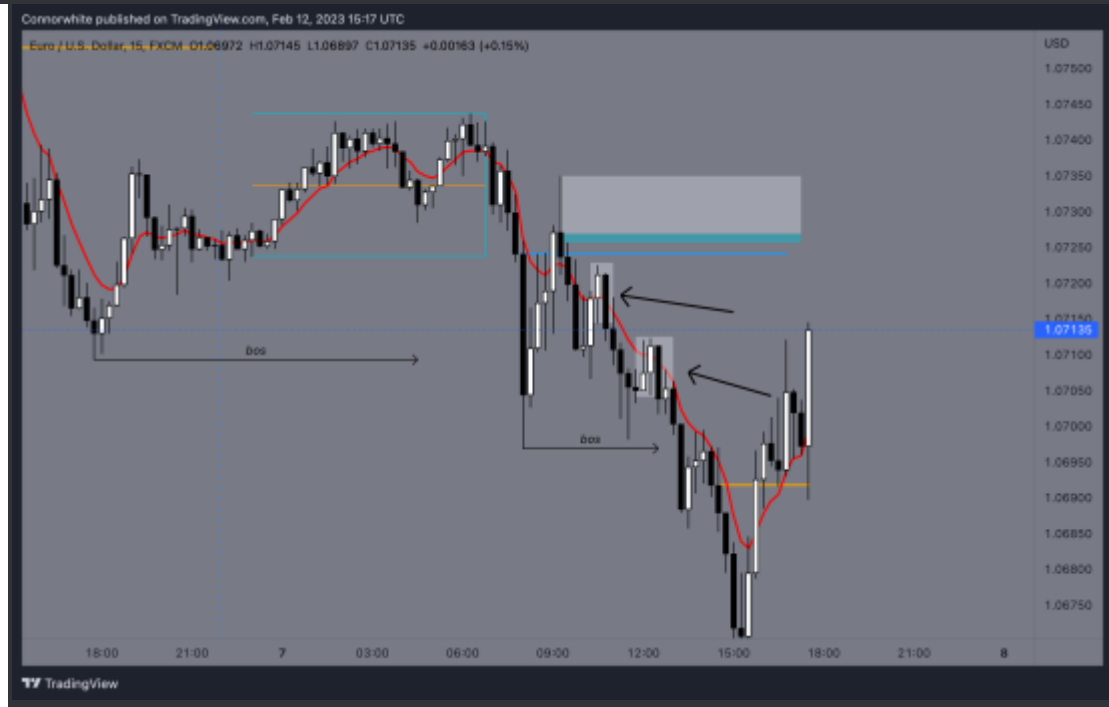 Connorwhite published on TradingView.com, Feb 12, 2023 15:17 UTC
Euro / U.S. Dollar, 15, FXCM O1.06972 H1.07145 L1.06897 C1.07135 +0.00163 (+0.15%)
USD
1.07500
1.07450
1.07400
1.07350
1.07300
1.07250
1.07200
1.07150
1.07135
1.07100
1.07050
1.07000
1.06950
1.06900
1.06850
1.06800
1.06750
bos
bos
18:00 21:00 7 03:00 06:00 09:00 12:00 15:00 18:00 21:00 8
TradingView